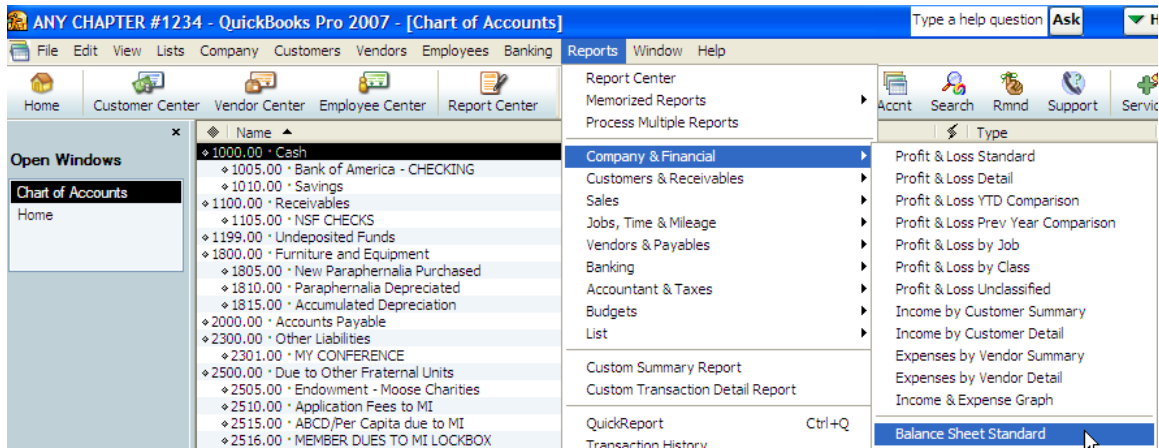 ANY CHAPTER #1234 - QuickBooks Pro 2007 - [Chart of Accounts]
Type a help question Ask
File Edit View Lists Company Customers Vendors Employees Banking Reports Window Help
Home Customer Center Vendor Center Employee Center Report Center
Accnt Search Rmnd Support
Open Windows
Chart of Accounts
Home
Name
Type
1000.00 · Cash
1005.00 · Bank of America - CHECKING
1010.00 · Savings
1100.00 · Receivables
1105.00 · NSF CHECKS
1199.00 · Undeposited Funds
1800.00 · Furniture and Equipment
1805.00 · New Paraphernalia Purchased
1810.00 · Paraphernalia Depreciated
1815.00 · Accumulated Depreciation
2000.00 · Accounts Payable
2300.00 · Other Liabilities
2301.00 · MY CONFERENCE
2500.00 · Due to Other Fraternal Units
2505.00 · Endowment - Moose Charities
2510.00 · Application Fees to MI
2515.00 · ABCD/Per Capita due to MI
2516.00 · MEMBER DUES TO MI LOCKBOX
Report Center
Memorized Reports
Process Multiple Reports
Company & Financial
Customers & Receivables
Sales
Jobs, Time & Mileage
Vendors & Payables
Banking
Accountant & Taxes
Budgets
List
Custom Summary Report
Custom Transaction Detail Report
QuickReport Ctrl+Q
Transaction History
Profit & Loss Standard
Profit & Loss Detail
Profit & Loss YTD Comparison
Profit & Loss Prev Year Comparison
Profit & Loss by Job
Profit & Loss by Class
Profit & Loss Unclassified
Income by Customer Summary
Income by Customer Detail
Expenses by Vendor Summary
Expenses by Vendor Detail
Income & Expense Graph
Balance Sheet Standard